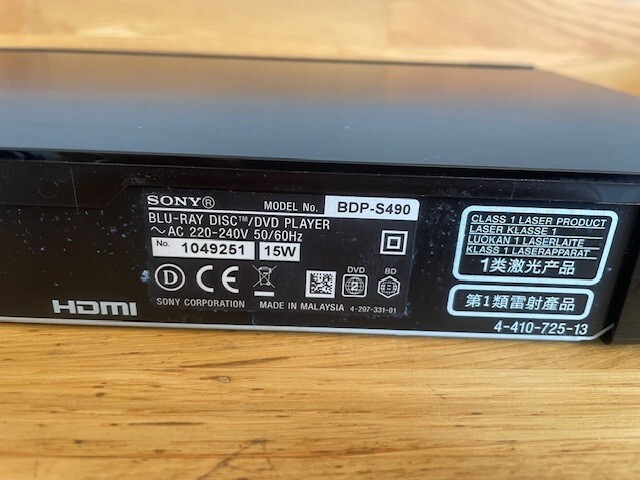 SONY®
MODEL No. BDP-S490
BLU-RAY DISC™/DVD PLAYER
~AC 220-240V 50/60Hz
No. 1049251 15W
D CE DVD 2 BD B
SONY CORPORATION MADE IN MALAYSIA 4-297-331-01
HDMI
CLASS 1 LASER PRODUCT
LASER KLASSE 1
LUOKAN 1 LASERLAITE
KLASS 1 LASERAPPARAT
1类激光产品
第1類雷射產品
4-410-725-13